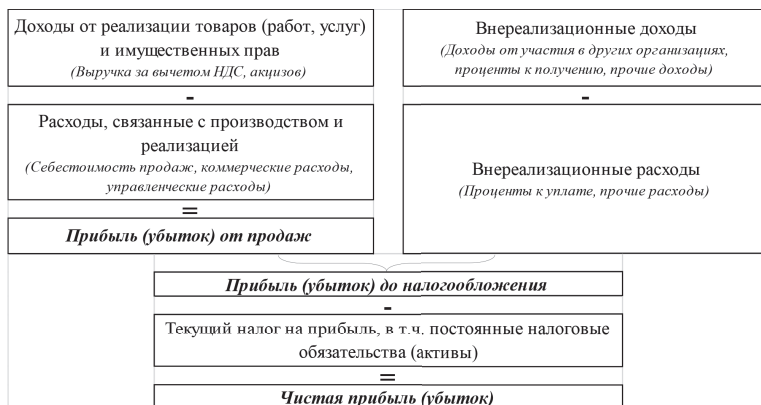 Доходы от реализации товаров (работ, услуг)
и имущественных прав
(Выручка за вычетом НДС, акцизов)
-
Расходы, связанные с производством и
реализацией
(Себестоимость продаж, коммерческие расходы,
управленческие расходы)
=
Прибыль (убыток) от продаж
Внереализационные доходы
(Доходы от участия в других организациях,
проценты к получению, прочие доходы)
-
Внереализационные расходы
(Проценты к уплате, прочие расходы)
Прибыль (убыток) до налогообложения
-
Текущий налог на прибыль, в т.ч. постоянные налоговые
обязательства (активы)
=
Чистая прибыль (убыток)